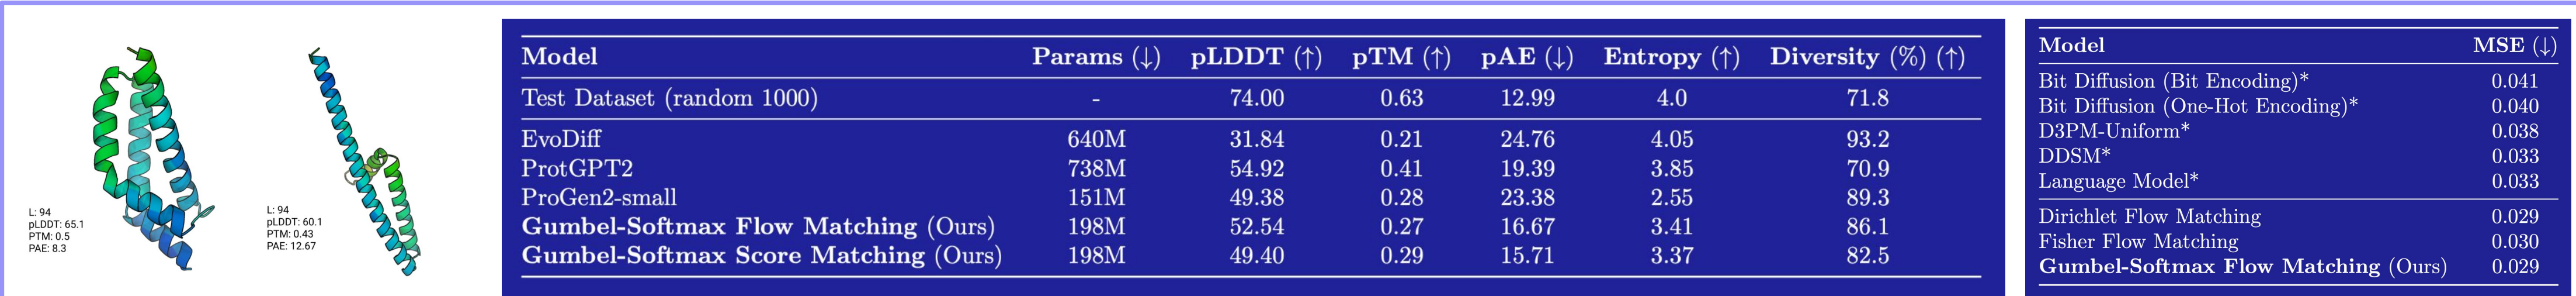 L: 94
pLDDT: 65.1
PTM: 0.5
PAE: 8.3
L: 94
pLDDT: 60.1
PTM: 0.43
PAE: 12.67
Model Params (↓) pLDDT (↑) pTM (↑) pAE (↓) Entropy (↑) Diversity (%) (↑)
Test Dataset (random 1000) - 74.00 0.63 12.99 4.0 71.8
EvoDiff 640M 31.84 0.21 24.76 4.05 93.2
ProtGPT2 738M 54.92 0.41 19.39 3.85 70.9
ProGen2-small 151M 49.38 0.28 23.38 2.55 89.3
Gumbel-Softmax Flow Matching (Ours) 198M 52.54 0.27 16.67 3.41 86.1
Gumbel-Softmax Score Matching (Ours) 198M 49.40 0.29 15.71 3.37 82.5
Model MSE (↓)
Bit Diffusion (Bit Encoding)* 0.041
Bit Diffusion (One-Hot Encoding)* 0.040
D3PM-Uniform* 0.038
DDSM* 0.033
Language Model* 0.033
Dirichlet Flow Matching 0.029
Fisher Flow Matching 0.030
Gumbel-Softmax Flow Matching (Ours) 0.029